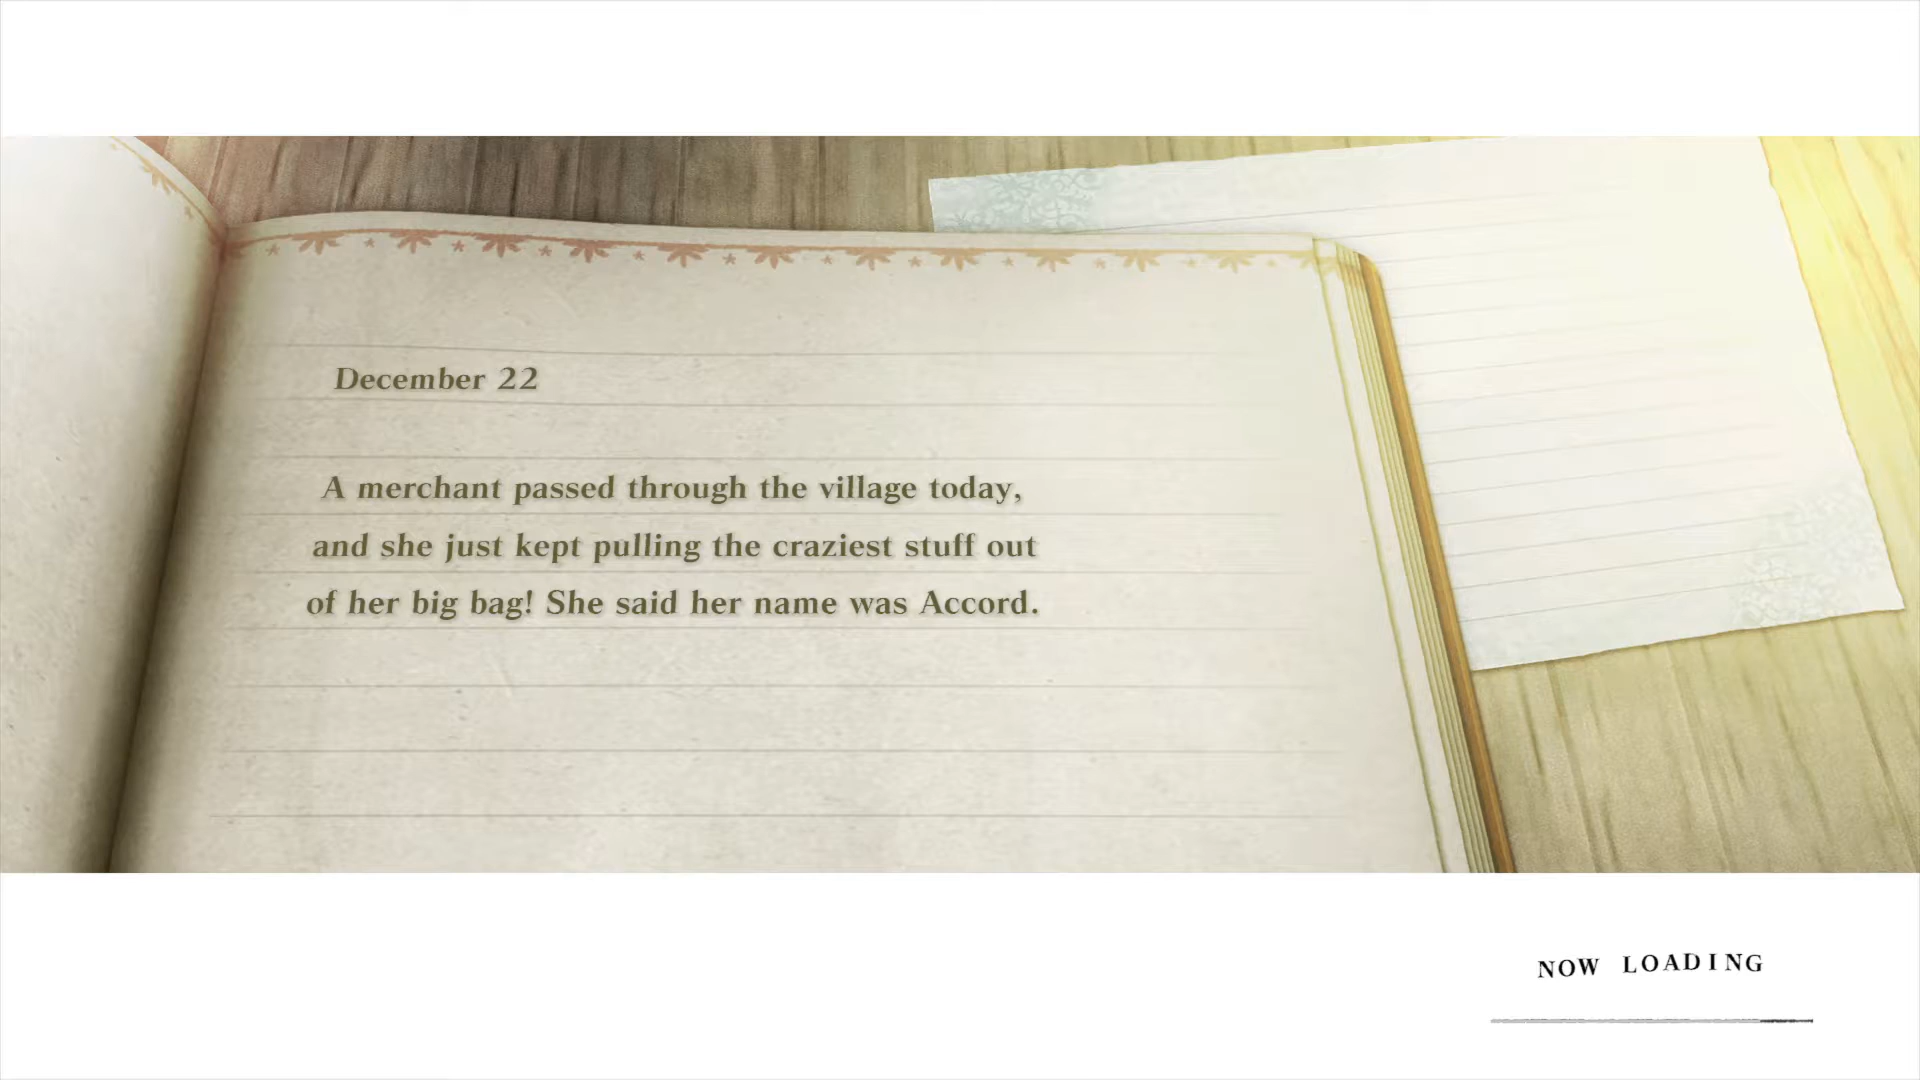 December 22
A merchant passed through the village today,
and she just kept pulling the craziest stuff out
of her big bag! She said her name was Accord.
NOW LOADING